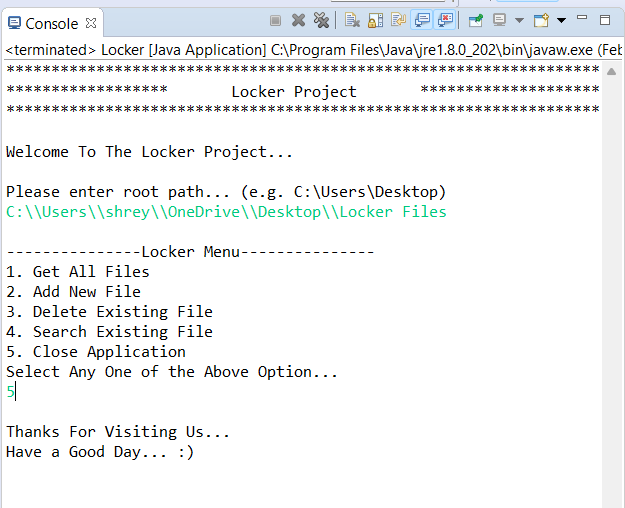 Console
<terminated> Locker [Java Application] C:\Program Files\Java\jre1.8.0_202\bin\javaw.exe (Feb
******************************************************************
****************** Locker Project ********************
******************************************************************
Welcome To The Locker Project...
Please enter root path... (e.g. C:\Users\Desktop)
C:\\Users\\shrey\\OneDrive\\Desktop\\Locker Files
---------------Locker Menu---------------
1. Get All Files
2. Add New File
3. Delete Existing File
4. Search Existing File
5. Close Application
Select Any One of the Above Option...
5
Thanks For Visiting Us...
Have a Good Day... :)